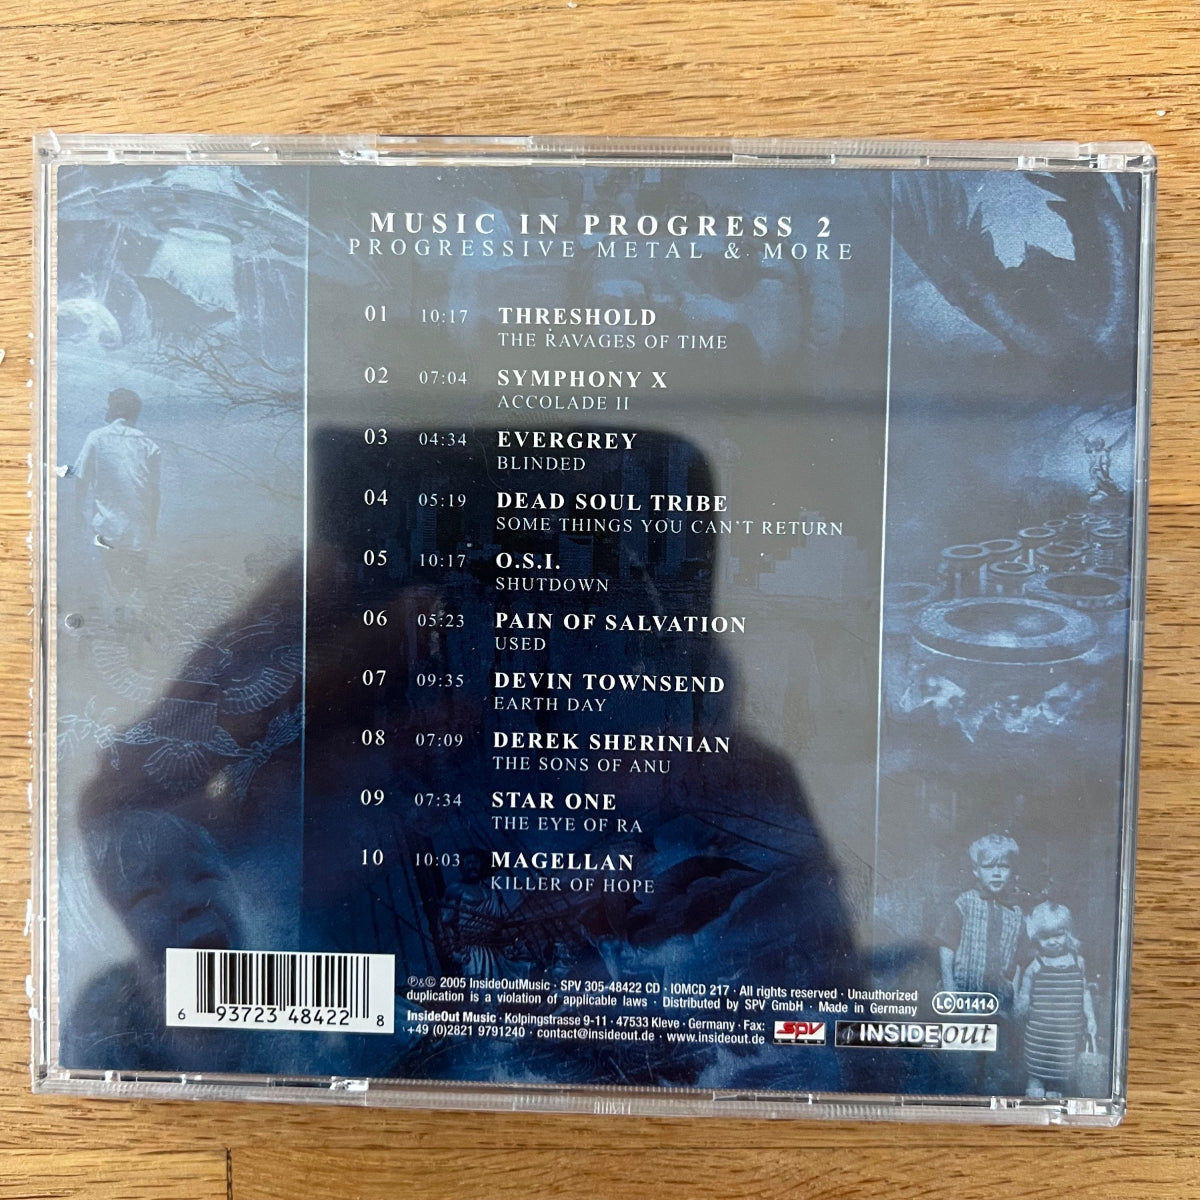 MUSIC IN PROGRESS 2
PROGRESSIVE METAL & MORE
01 10:17 THRESHOLD
THE RAVAGES OF TIME
02 07:04 SYMPHONY X
ACCOLADE II
03 04:34 EVERGREY
BLINDED
04 05:19 DEAD SOUL TRIBE
SOME THINGS YOU CAN'T RETURN
05 10:17 O.S.I.
SHUTDOWN
06 05:23 PAIN OF SALVATION
USED
07 09:35 DEVIN TOWNSEND
EARTH DAY
08 07:09 DEREK SHERINIAN
THE SONS OF ANU
09 07:34 STAR ONE
THE EYE OF RA
10 10:03 MAGELLAN
KILLER OF HOPE
6 93723 48422 8
℗&© 2005 InsideOutMusic · SPV 305-48422 CD · IOMCD 217 · All rights reserved · Unauthorized
duplication is a violation of applicable laws · Distributed by SPV GmbH · Made in Germany
InsideOut Music · Kolpingstrasse 9-11 · 47533 Kleve · Germany · Fax:
+49 (0)2821 9791240 · contact@insideout.de · www.insideout.de
LC 01414
SPV
INSIDEout